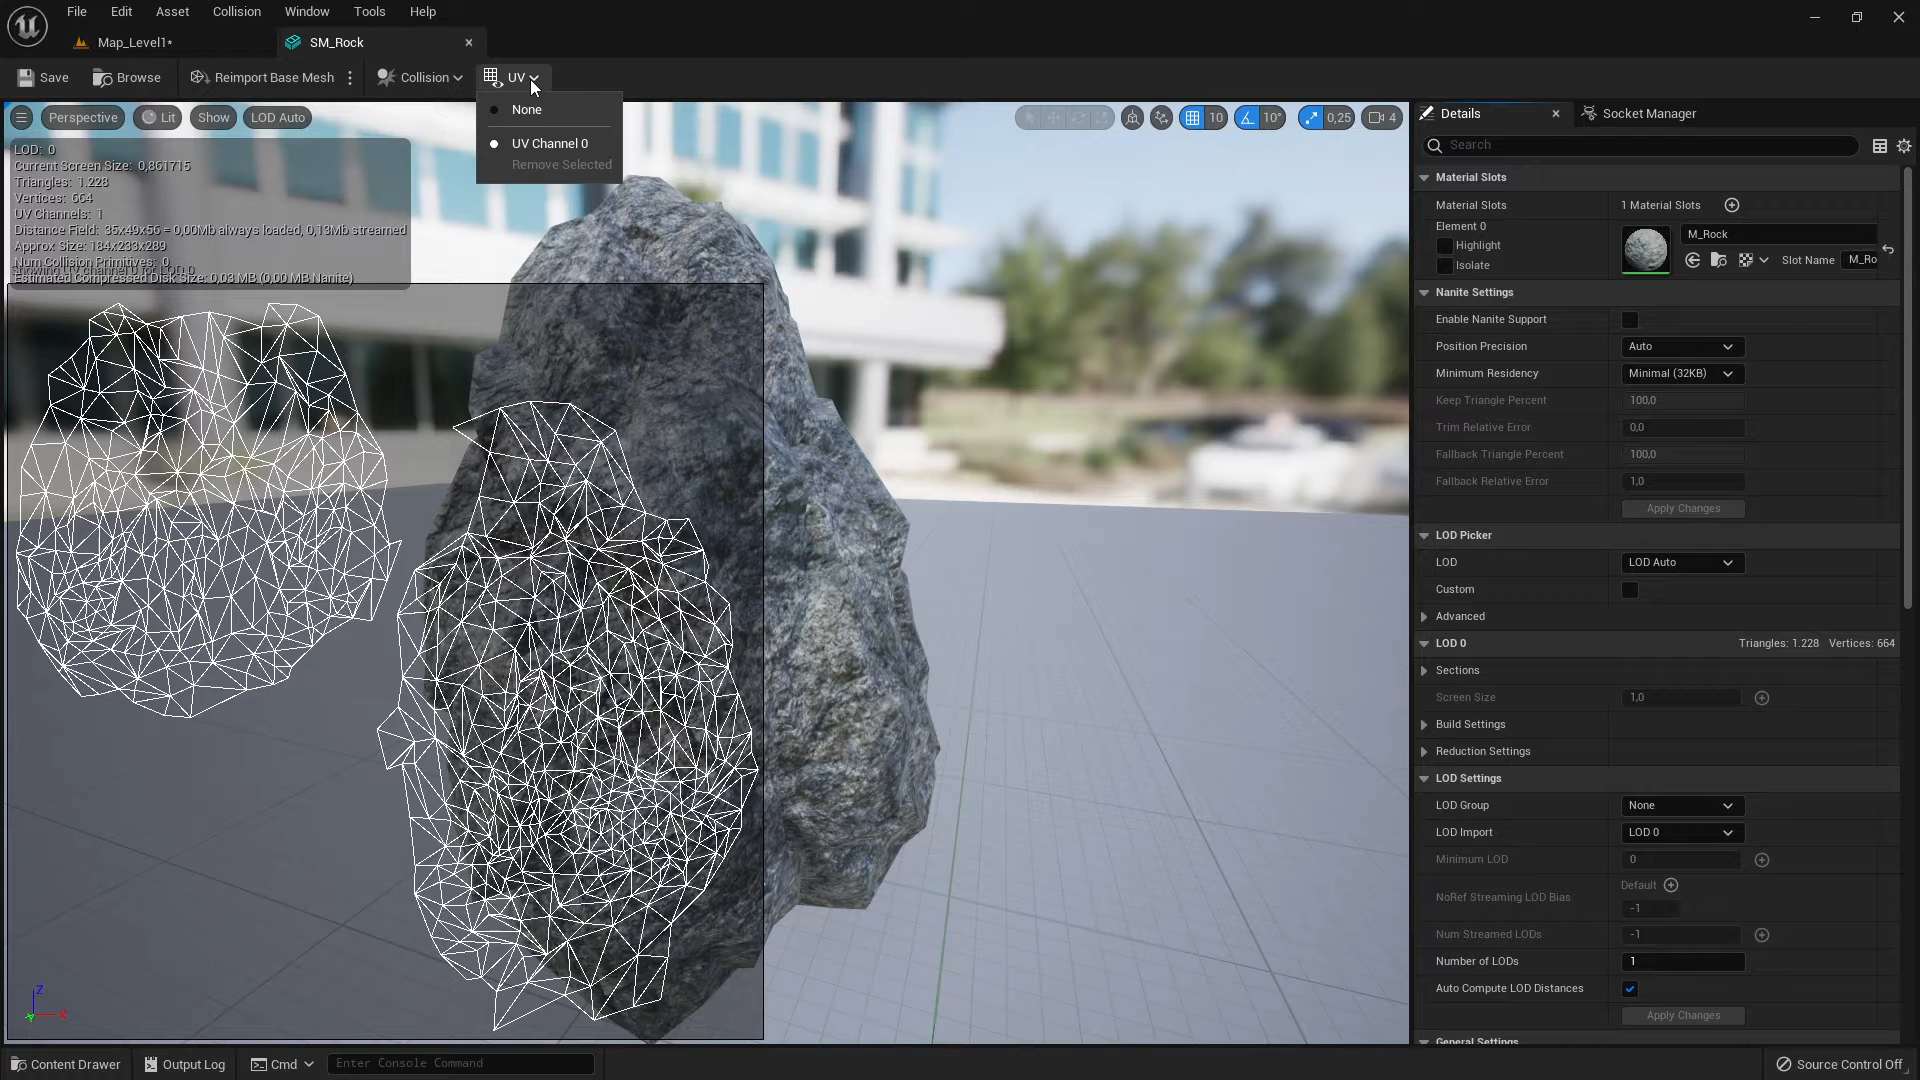 File Edit Asset Collision Window Tools Help
Map_Level1*
SM_Rock
Save
Browse
Reimport Base Mesh
Collision
UV
None
UV Channel 0
Remove Selected
Perspective
Lit
Show
LOD Auto
10
10°
0,25
4
LOD: 0
Current Screen Size: 0,861715
Triangles: 1.228
Vertices: 664
UV Channels: 1
Distance Field: 35x49x56 = 0,00Mb always loaded, 0,13Mb streamed
Approx Size: 184x233x289
Num Collision Primitives: 0
Showing UV channel 0 for LOD 0
Estimated Compressed Disk Size: 0,03 MB (0,00 MB Nanite)
Z
X
Y
Details
Socket Manager
Search
Material Slots
Material Slots 1 Material Slots
Element 0
Highlight
Isolate
M_Rock
Slot Name M_Ro
Nanite Settings
Enable Nanite Support
Position Precision Auto
Minimum Residency Minimal (32KB)
Keep Triangle Percent 100,0
Trim Relative Error 0,0
Fallback Triangle Percent 100,0
Fallback Relative Error 1,0
Apply Changes
LOD Picker
LOD LOD Auto
Custom
Advanced
LOD 0 Triangles: 1.228 Vertices: 664
Sections
Screen Size 1,0
Build Settings
Reduction Settings
LOD Settings
LOD Group None
LOD Import LOD 0
Minimum LOD 0
Default
NoRef Streaming LOD Bias
-1
Num Streamed LODs -1
Number of LODs 1
Auto Compute LOD Distances
Apply Changes
General Settings
Content Drawer
Output Log
Cmd
Enter Console Command
Source Control Off